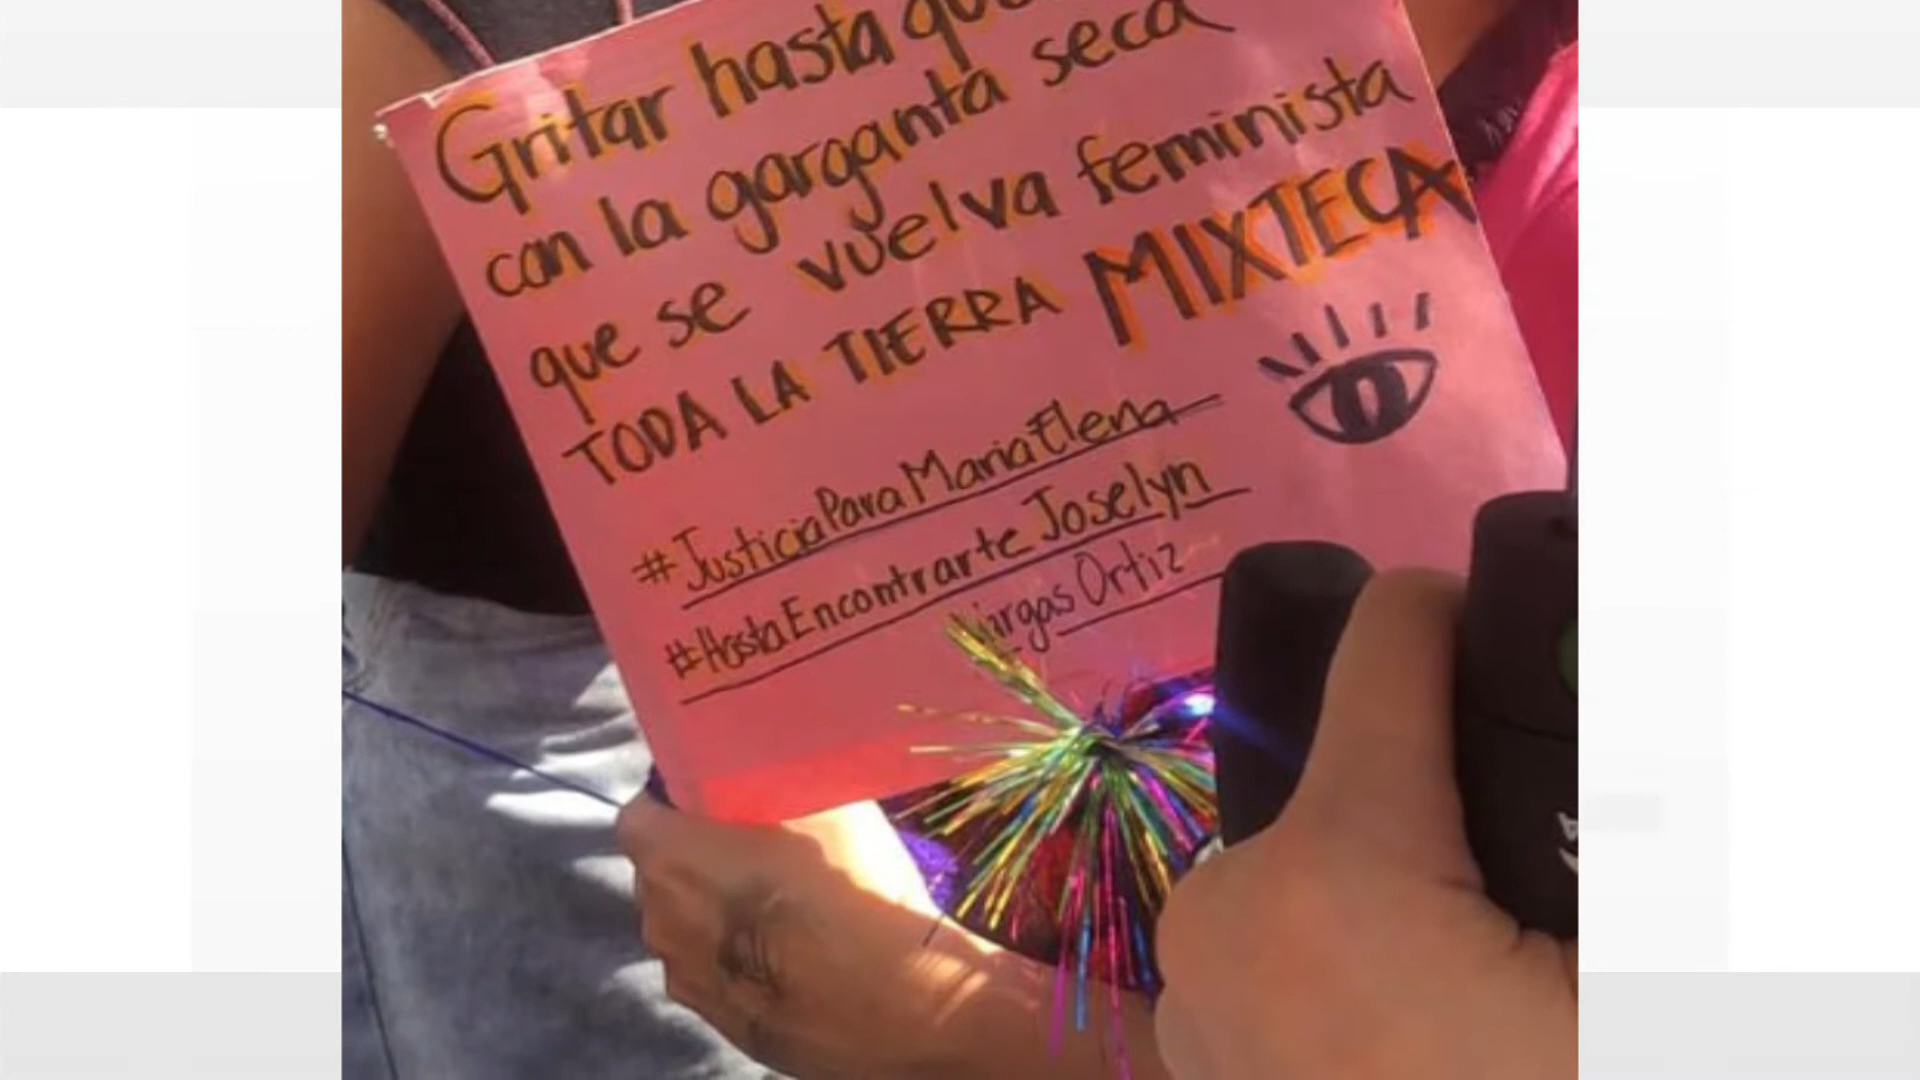 Gritar hasta que
con la garganta seca
que se vuelva feminista
TODA LA TIERRA MIXTECA
#JusticiaParaMariaElena
#HastaEncontrarteJoselyn
Vargas Ortiz